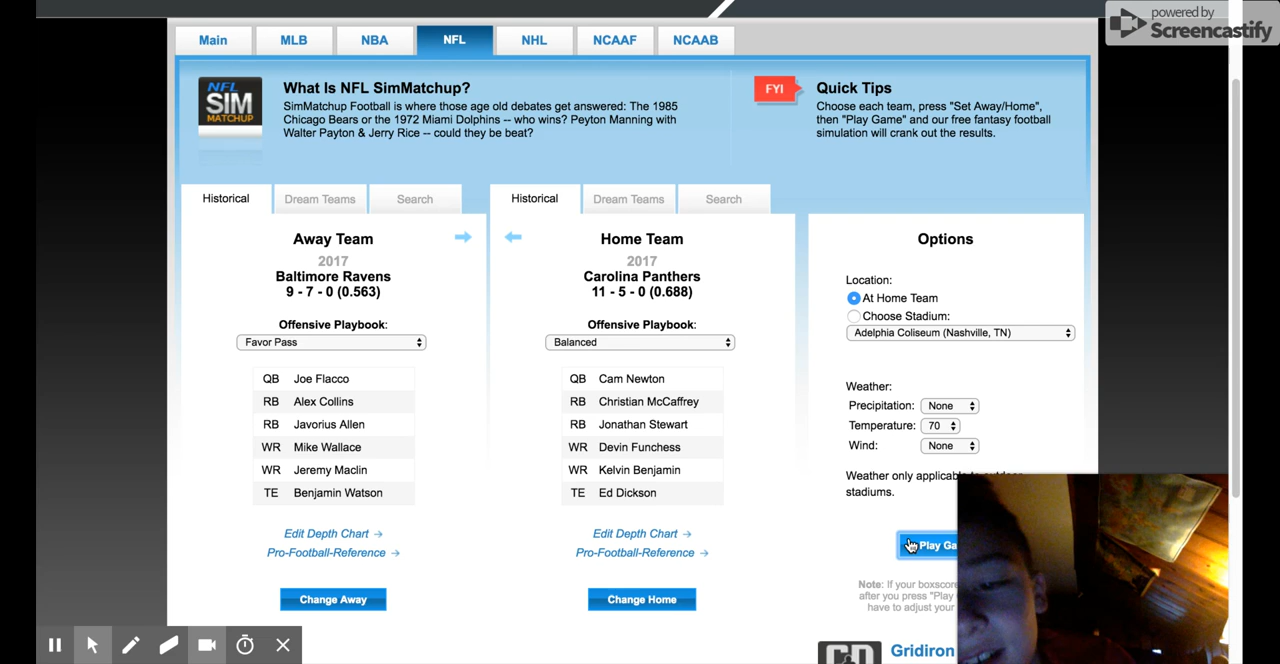 powered by
Screencastify
Main MLB NBA NFL NHL NCAAF NCAAB
NFL
SIM
MATCHUP
What Is NFL SimMatchup?
SimMatchup Football is where those age old debates get answered: The 1985
Chicago Bears or the 1972 Miami Dolphins -- who wins? Peyton Manning with
Walter Payton & Jerry Rice -- could they be beat?
FYI
Quick Tips
Choose each team, press "Set Away/Home",
then "Play Game" and our free fantasy football
simulation will crank out the results.
Historical Dream Teams Search
Away Team
2017
Baltimore Ravens
9 - 7 - 0 (0.563)
Offensive Playbook:
Favor Pass
QB Joe Flacco
RB Alex Collins
RB Javorius Allen
WR Mike Wallace
WR Jeremy Maclin
TE Benjamin Watson
Edit Depth Chart →
Pro-Football-Reference →
Change Away
Historical Dream Teams Search
Home Team
2017
Carolina Panthers
11 - 5 - 0 (0.688)
Offensive Playbook:
Balanced
QB Cam Newton
RB Christian McCaffrey
RB Jonathan Stewart
WR Devin Funchess
WR Kelvin Benjamin
TE Ed Dickson
Edit Depth Chart →
Pro-Football-Reference →
Change Home
Options
Location:
At Home Team
Choose Stadium:
Adelphia Coliseum (Nashville, TN)
Weather:
Precipitation: None
Temperature: 70
Wind: None
Weather only applicable to
stadiums.
Play Ga
Note: If your boxscore
after you press "Play
have to adjust your
Gridiron